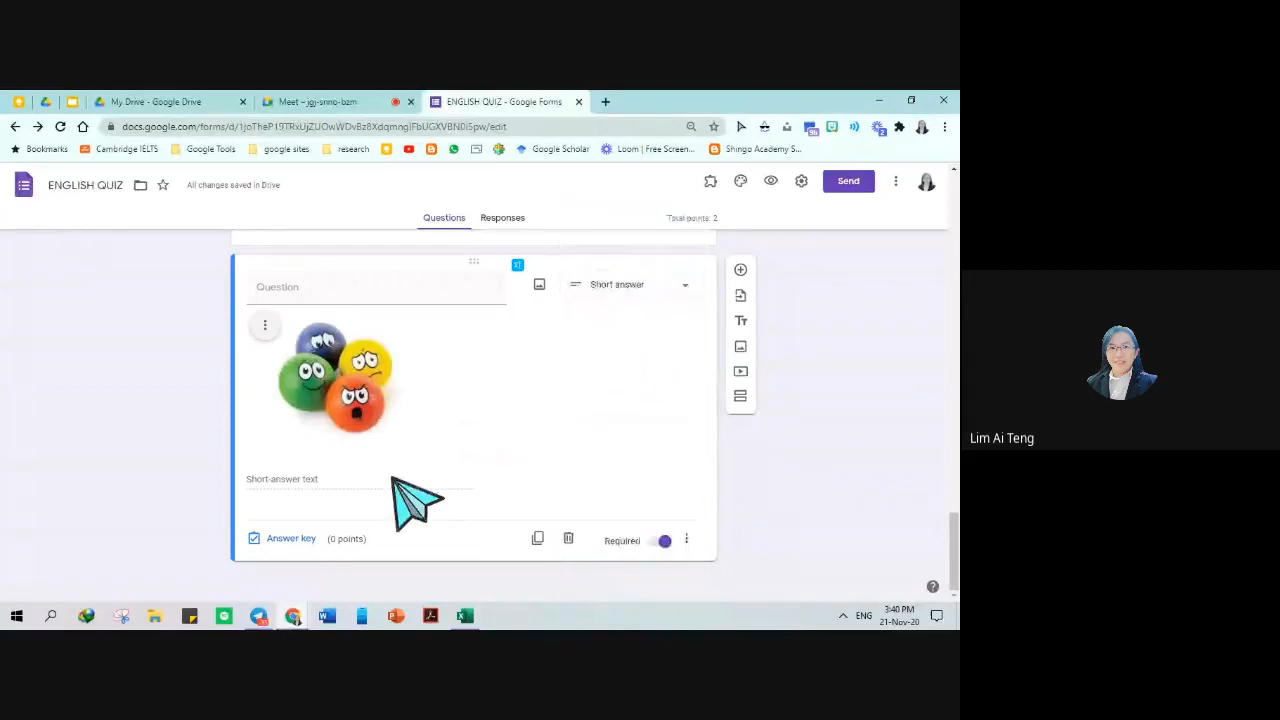 My Drive - Google Drive
Meet – jgj-snno-bzm
ENGLISH QUIZ - Google Forms
Bookmarks
Cambridge IELTS
Google Tools
google sites
research
Google Scholar
Loom | Free Screen...
Shingo Academy S...
ENGLISH QUIZ
All changes saved in Drive
Send
Questions
Responses
Total points: 2
Question
Short answer
Short-answer text
Answer key
(0 points)
Required
Lim Ai Teng
ENG
3:40 PM
21-Nov-20